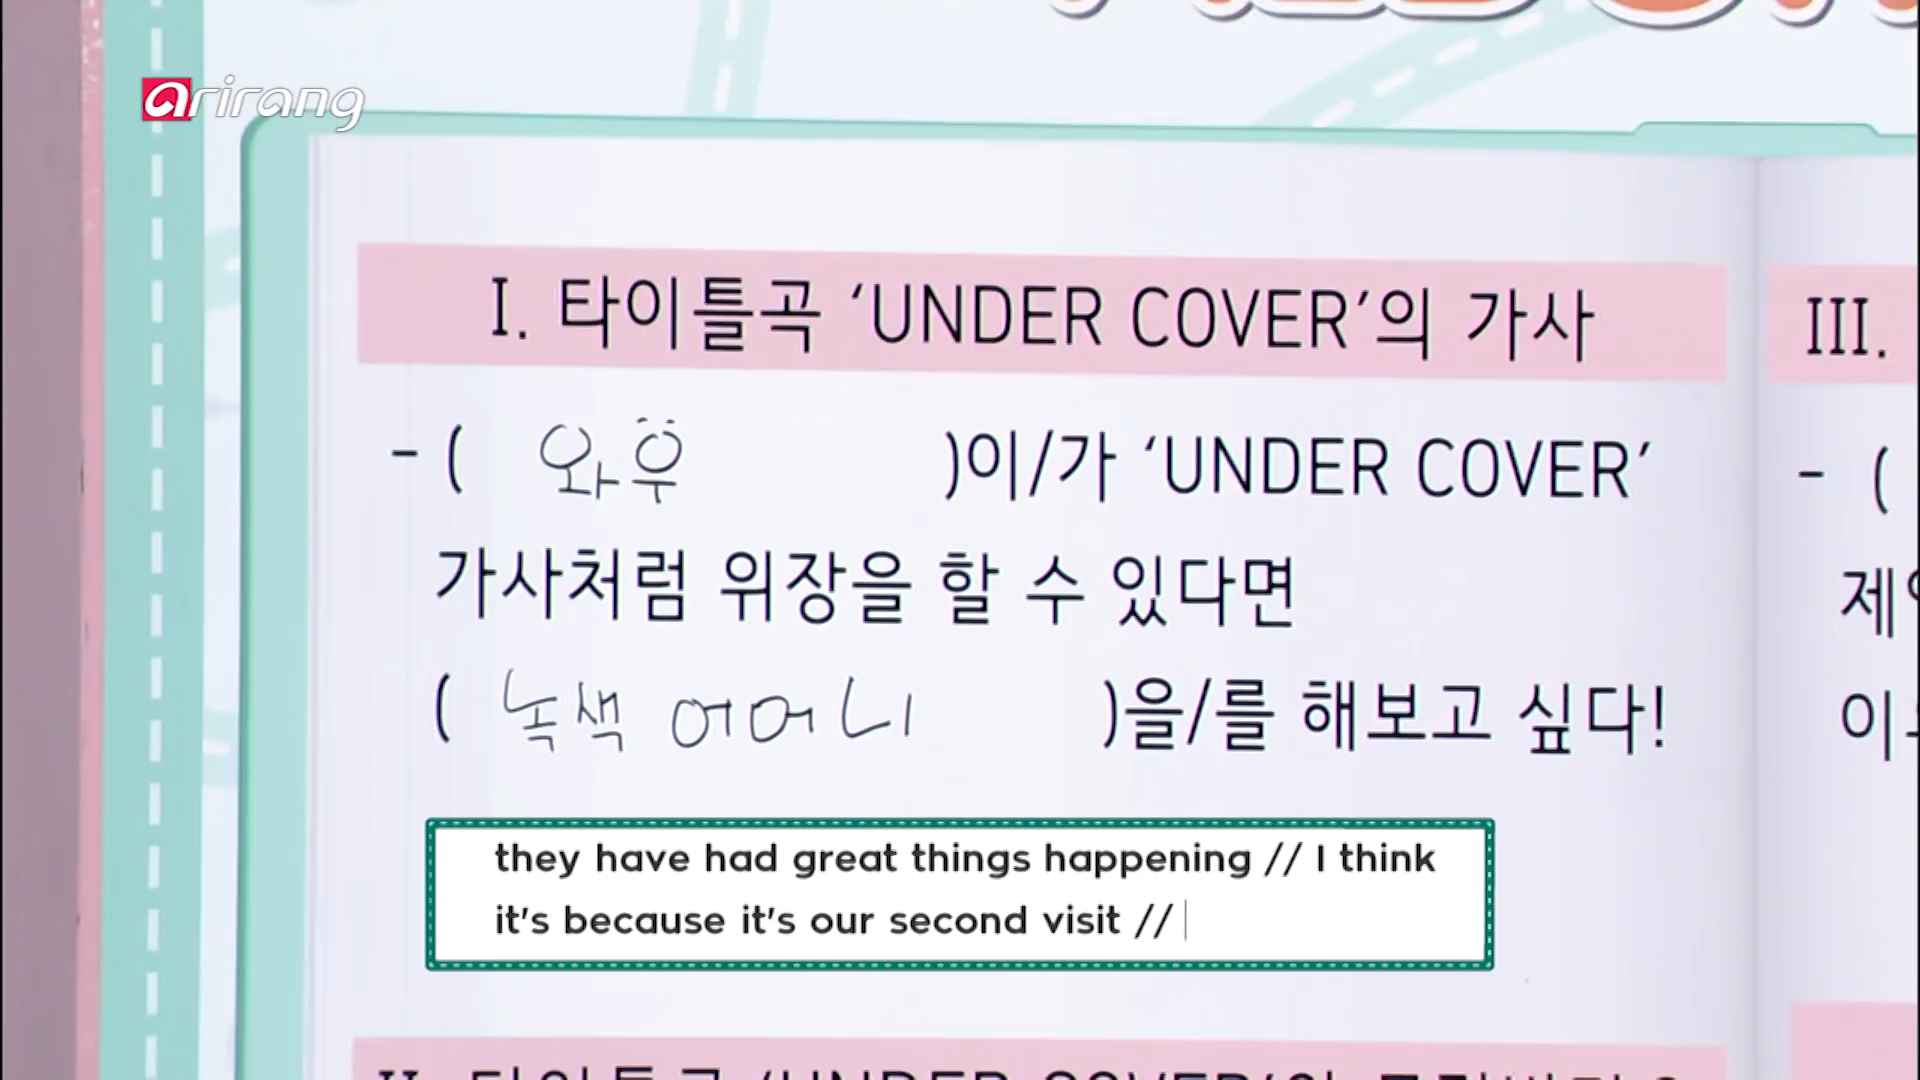 arirang
I. 타이틀곡 ‘UNDER COVER’의 가사
- ( 와우 )이/가 ‘UNDER COVER’
가사처럼 위장을 할 수 있다면
( 녹색 어머니 )을/를 해보고 싶다!
III.
- (
they have had great things happening // I think
it's because it's our second visit //